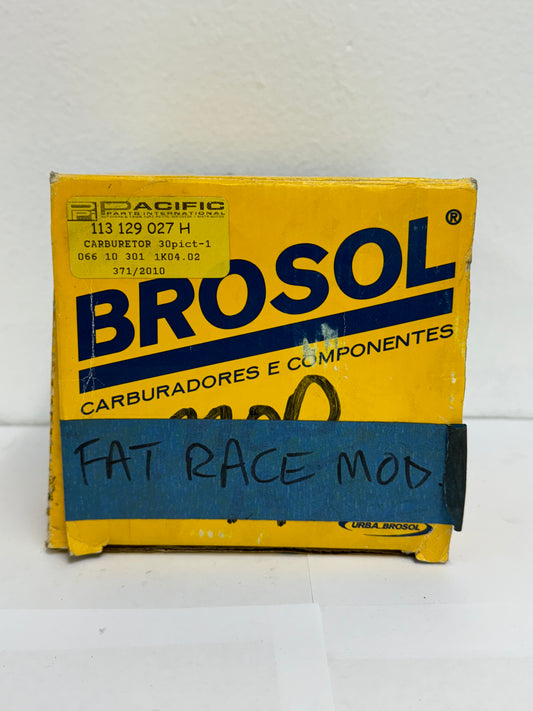 PACIFIC
PARTS INTERNATIONAL
113 129 027 H
CARBURETOR 30pict-1
066 10 301 1K04.02
371/2010
BROSOL®
CARBURADORES E COMPONENTES
FAT RACE MOD.
URBA BROSOL